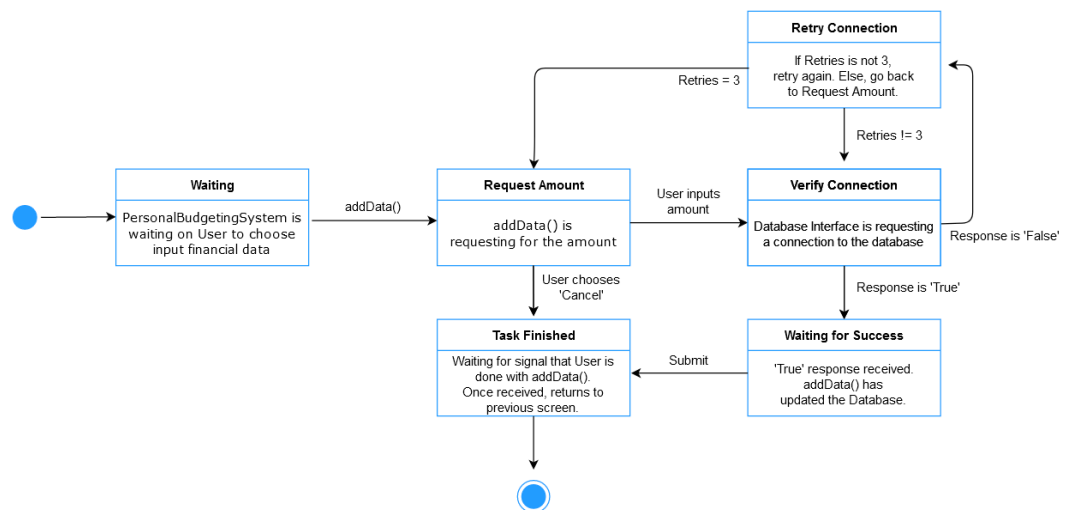 Retry Connection
If Retries is not 3,
retry again. Else, go back
to Request Amount.
Retries = 3
Retries != 3
Waiting
PersonalBudgetingSystem is
waiting on User to choose
input financial data
addData()
Request Amount
addData() is
requesting for the amount
User inputs
amount
Verify Connection
Database Interface is requesting
a connection to the database
Response is 'False'
User chooses
'Cancel'
Response is 'True'
Task Finished
Waiting for signal that User is
done with addData().
Once received, returns to
previous screen.
Submit
Waiting for Success
'True' response received.
addData() has
updated the Database.